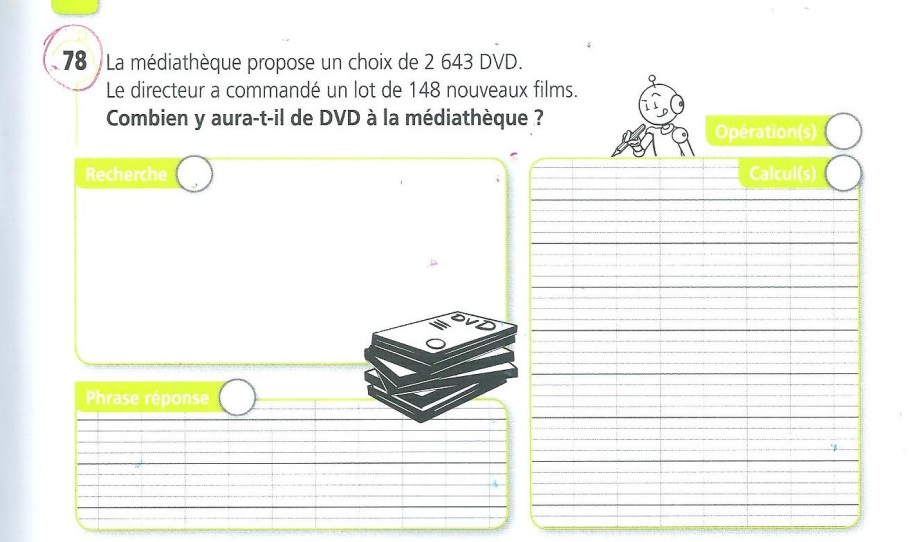 78 La médiathèque propose un choix de 2 643 DVD.
Le directeur a commandé un lot de 148 nouveaux films.
Combien y aura-t-il de DVD à la médiathèque ?
Opération(s)
Recherche
Calcul(s)
DVD
Phrase réponse